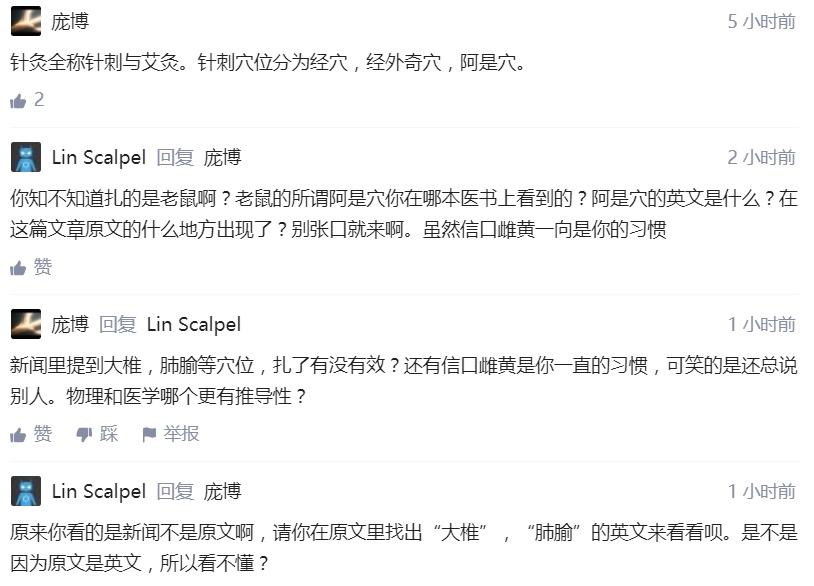 庞博 5 小时前
针灸全称针刺与艾灸。针刺穴位分为经穴，经外奇穴，阿是穴。
2
Lin Scalpel 回复 庞博 2 小时前
你知不知道扎的是老鼠啊？老鼠的所谓阿是穴你在哪本医书上看到的？阿是穴的英文是什么？在
这篇文章原文的什么地方出现了？别张口就来啊。虽然信口雌黄一向是你的习惯
赞
庞博 回复 Lin Scalpel 1 小时前
新闻里提到大椎，肺腧等穴位，扎了有没有效？还有信口雌黄是你一直的习惯，可笑的是还总说
别人。物理和医学哪个更有推导性？
赞 踩 举报
Lin Scalpel 回复 庞博 1 小时前
原来你看的是新闻不是原文啊，请你在原文里找出“大椎”，“肺腧”的英文来看看呗。是不是
因为原文是英文，所以看不懂？